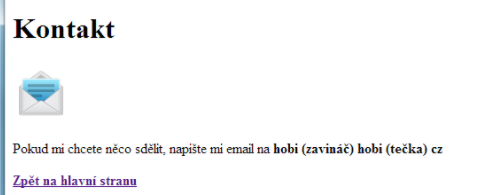 Kontakt
Pokud mi chcete něco sdělit, napište mi email na hobi (zavináč) hobi (tečka) cz
Zpět na hlavní stranu